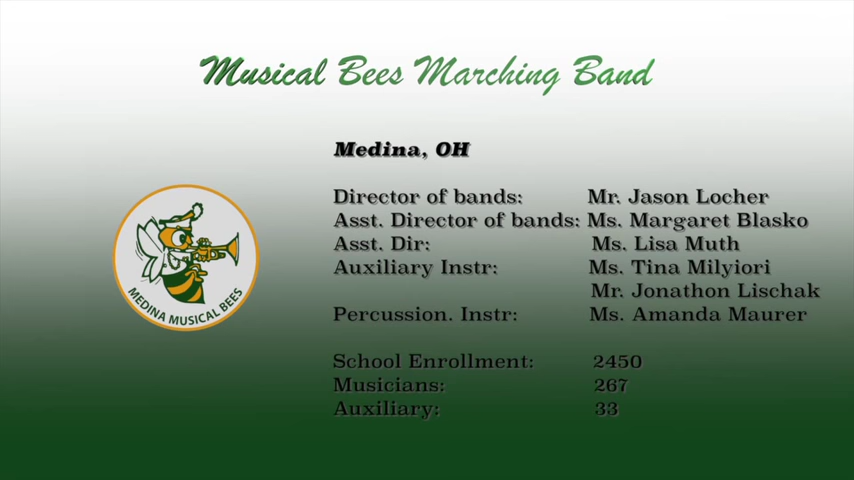 Musical Bees Marching Band
Medina, OH
Director of bands: Mr. Jason Locher
Asst. Director of bands: Ms. Margaret Blasko
Asst. Dir: Ms. Lisa Muth
Auxiliary Instr: Ms. Tina Milyiori
Mr. Jonathon Lischak
Percussion. Instr: Ms. Amanda Maurer
School Enrollment: 2450
Musicians: 267
Auxiliary: 33
MEDINA MUSICAL BEES